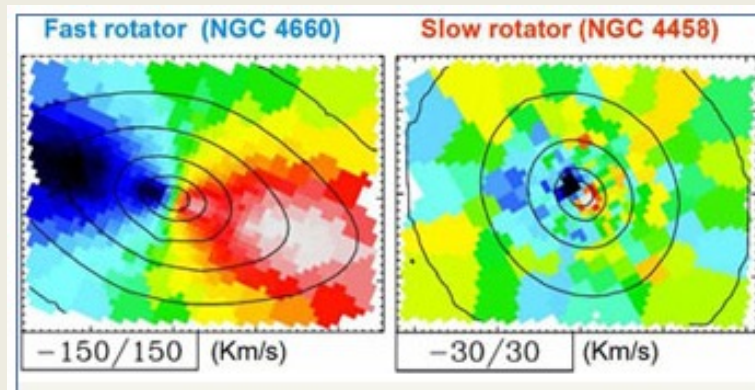 Fast rotator (NGC 4660)
Slow rotator (NGC 4458)
−150/150 (Km/s)
−30/30 (Km/s)